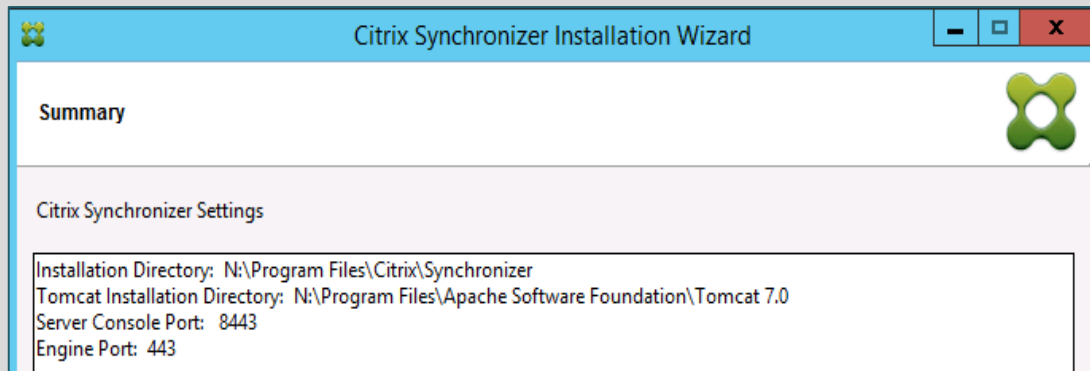 Citrix Synchronizer Installation Wizard
Summary
Citrix Synchronizer Settings
Installation Directory: N:\Program Files\Citrix\Synchronizer
Tomcat Installation Directory: N:\Program Files\Apache Software Foundation\Tomcat 7.0
Server Console Port: 8443
Engine Port: 443